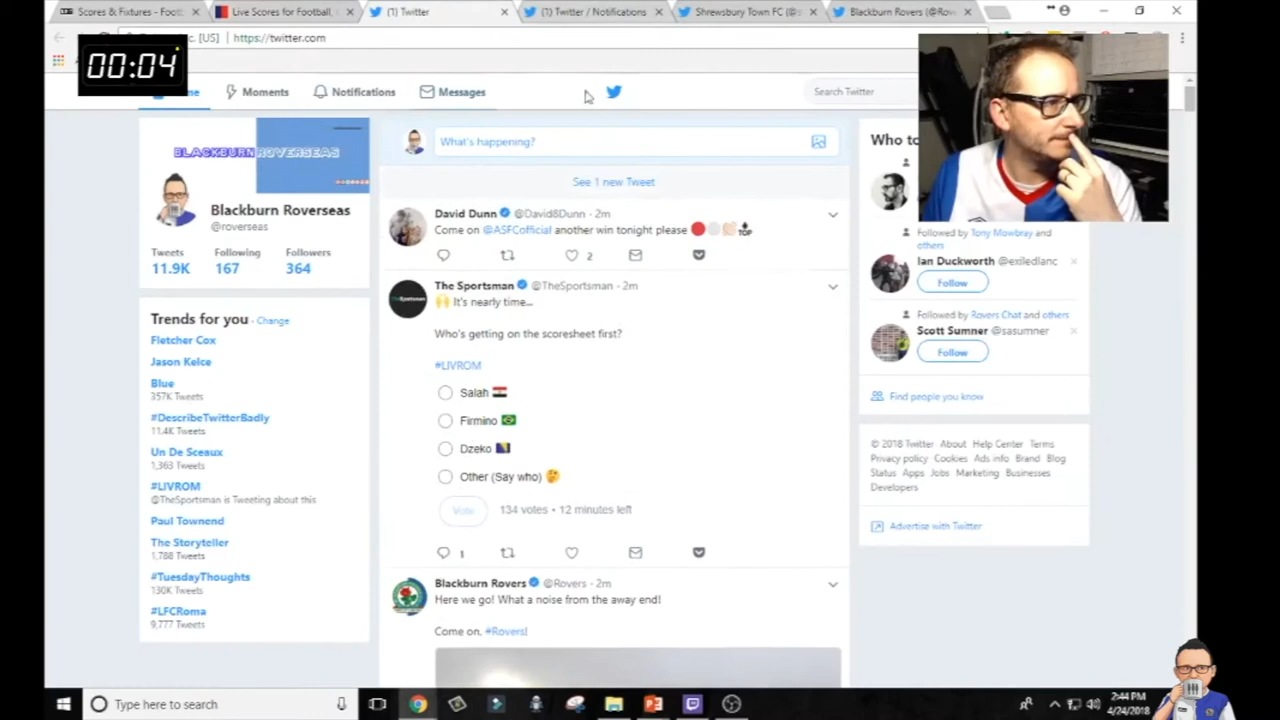 Scores & Fixtures - Foot
Live Scores for Football,
(1) Twitter
(1) Twitter / Notifications
Shrewsbury Town FC (@s
Blackburn Rovers (@Rov
[US] https://twitter.com
00:04
Moments
Notifications
Messages
Search Twitter
BLACKBURN ROVERSEAS
Blackburn Roverseas
@roverseas
Tweets Following Followers
11.9K 167 364
Trends for you · Change
Fletcher Cox
Jason Kelce
Blue
357K Tweets
#DescribeTwitterBadly
11.4K Tweets
Un De Sceaux
1,363 Tweets
#LIVROM
@TheSportsman is Tweeting about this
Paul Townend
The Storyteller
1,788 Tweets
#TuesdayThoughts
130K Tweets
#LFCRoma
9,777 Tweets
What's happening?
See 1 new Tweet
David Dunn @David8Dunn · 2m
Come on @ASFCofficial another win tonight please 🔴⚪ 🔝
2
The Sportsman @TheSportsman · 2m
🙌 It's nearly time...
Who's getting on the scoresheet first?
#LIVROM
Salah 🇪🇬
Firmino 🇧🇷
Dzeko 🇧🇦
Other (Say who) 🤔
Vote 134 votes • 12 minutes left
1
Blackburn Rovers @Rovers · 2m
Here we go! What a noise from the away end!
Come on, #Rovers!
Who to
Followed by Tony Mowbray and
others
Ian Duckworth @exiledlanc
Follow
Followed by Rovers Chat and others
Scott Sumner @sasumner
Follow
Find people you know
© 2018 Twitter About Help Center Terms
Privacy policy Cookies Ads info Brand Blog
Status Apps Jobs Marketing Businesses
Developers
Advertise with Twitter
Type here to search
2:44 PM
4/24/2018